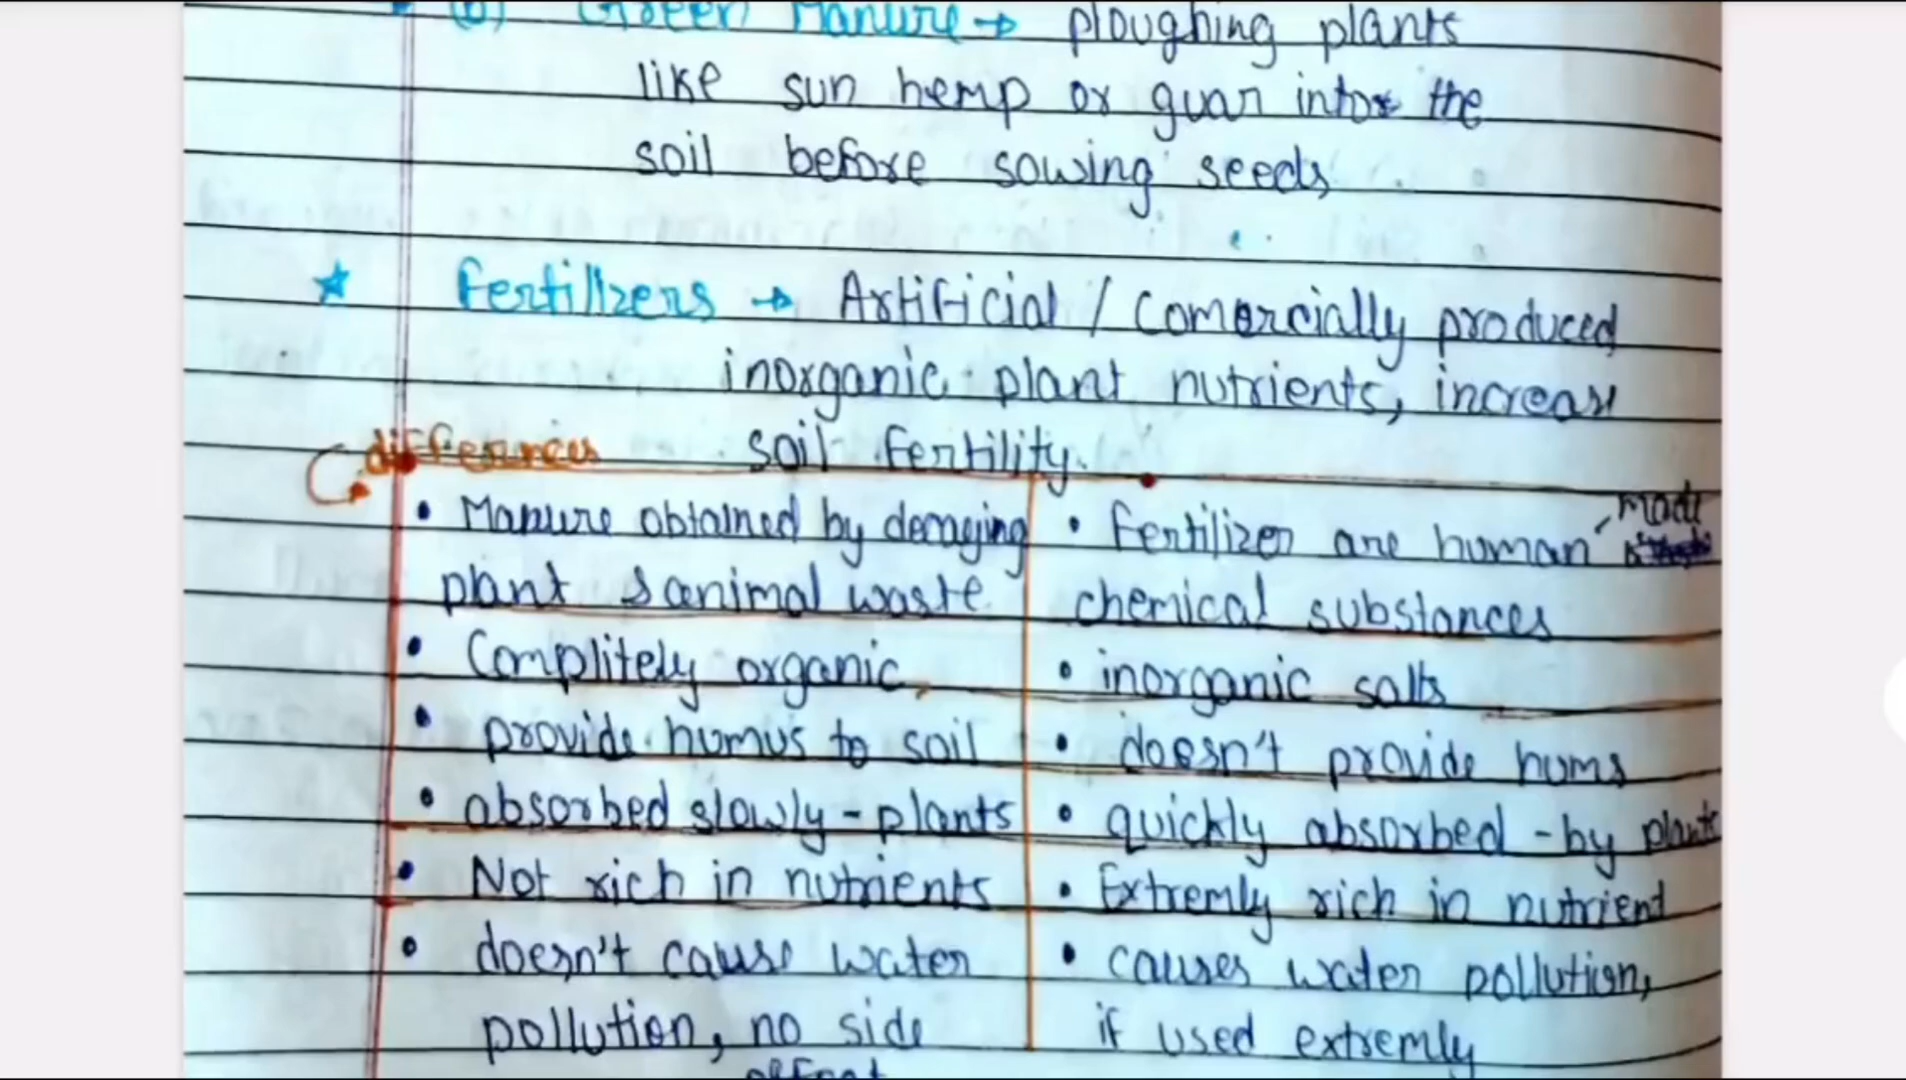 (b) Green Manure → ploughing plants
like sun hemp or guar into the
soil before sowing seeds
★ Fertilizers → Artificial / Comercially produced
inorganic plant nutrients, increase
differences soil fertility.
• Manure obtained by decaying
plant & animal waste
• Complitely organic,
• provide humus to soil
• absorbed slowly - plants
• Not rich in nutrients
• doesn't cause water
pollution, no side
effect
• Fertilizer are human made
chemical substances
• inorganic salts
• doesn't provide hums
• quickly absorbed - by plants
• Extremly rich in nutrient
• causes water pollution,
if used extremly